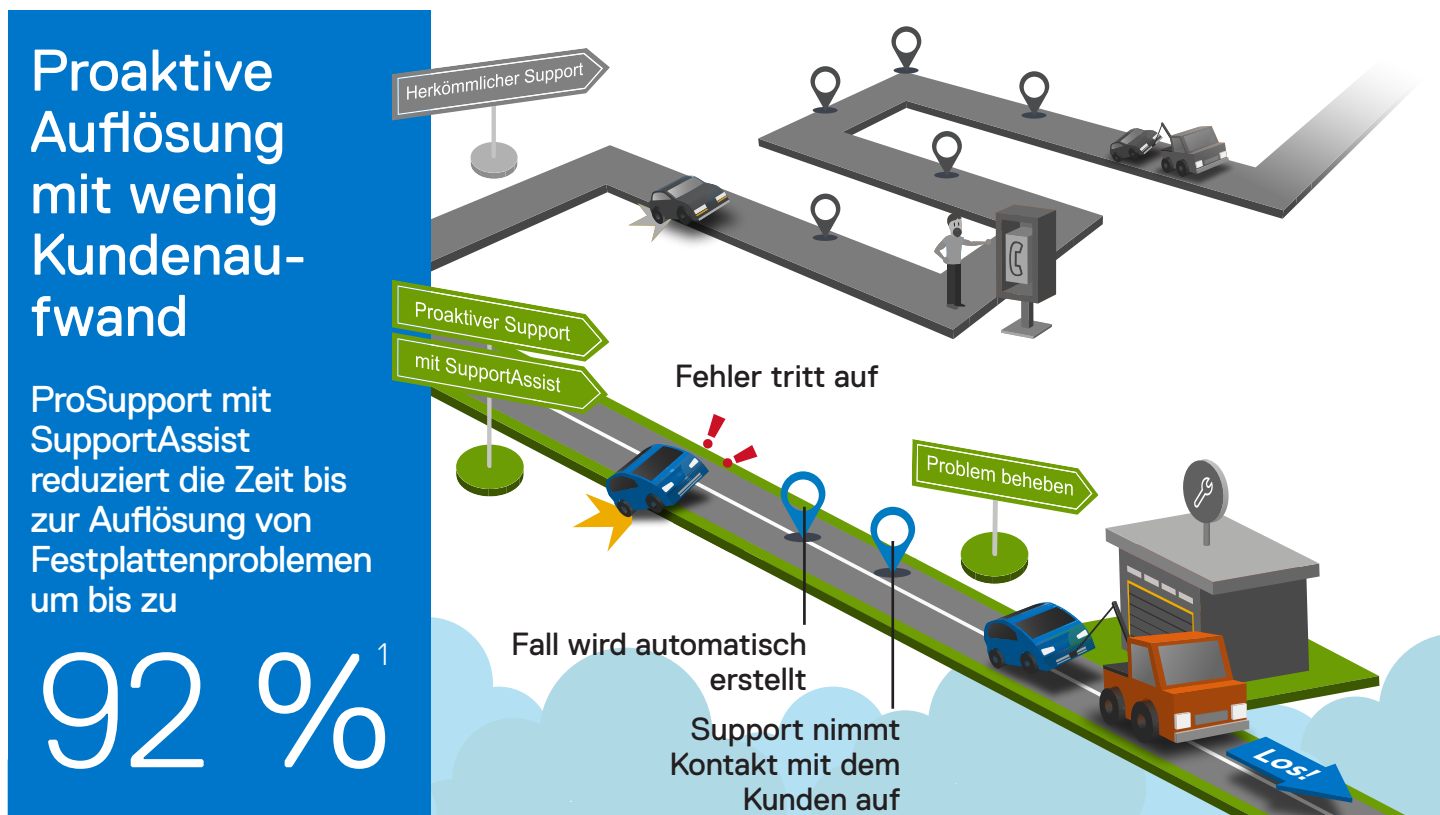 Proaktive
Auflösung
mit wenig
Kundenau-
fwand
ProSupport mit
SupportAssist
reduziert die Zeit bis
zur Auflösung von
Festplattenproblemen
um bis zu
92 %1
Herkömmlicher Support
Proaktiver Support
mit SupportAssist
Fehler tritt auf
Problem beheben
Fall wird automatisch
erstellt
Support nimmt
Kontakt mit dem
Kunden auf
Los!